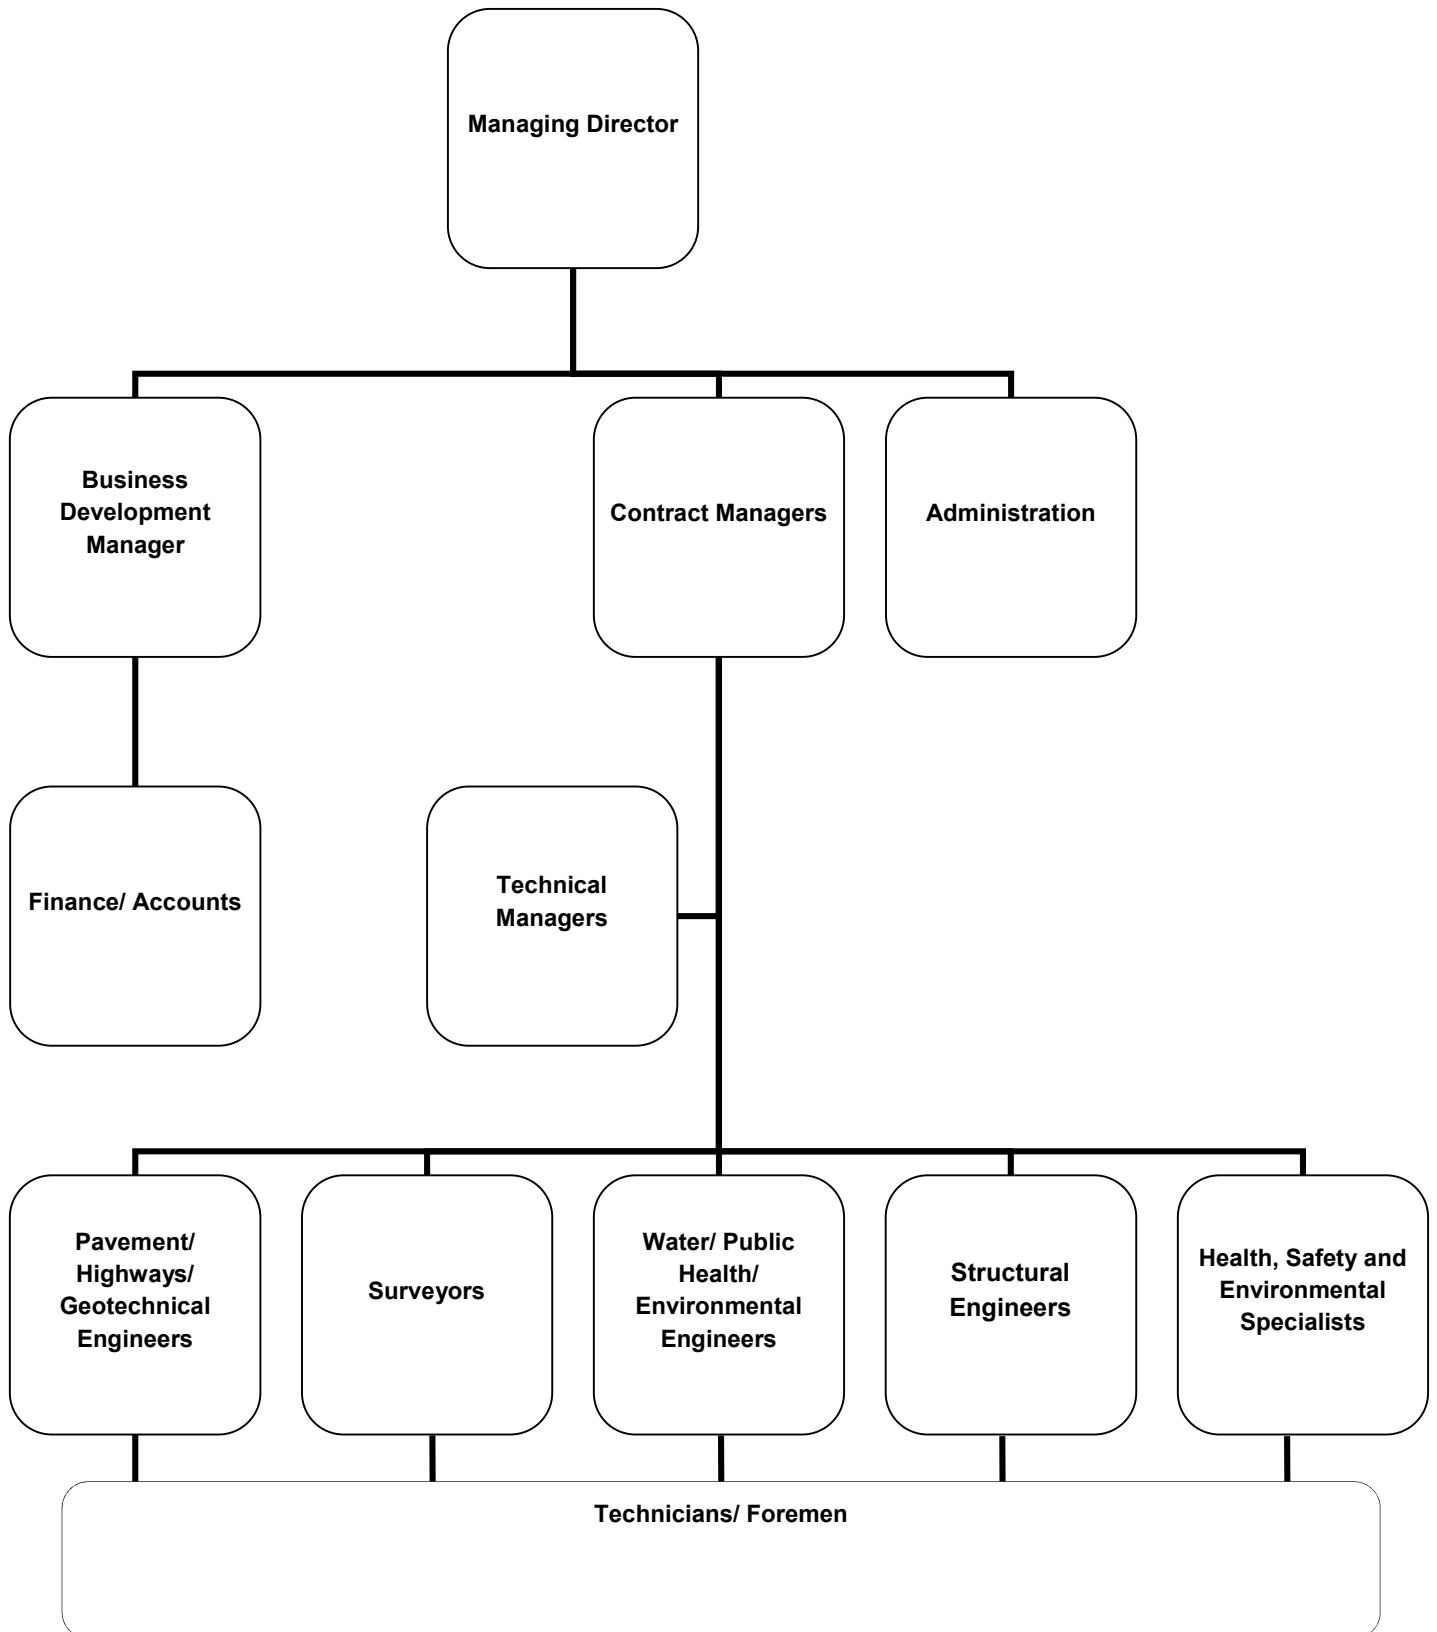 Managing Director
Business
Development
Manager
Contract Managers
Administration
Finance/ Accounts
Technical
Managers
Pavement/
Highways/
Geotechnical
Engineers
Surveyors
Water/ Public
Health/
Environmental
Engineers
Structural
Engineers
Health, Safety and
Environmental
Specialists
Technicians/ Foremen